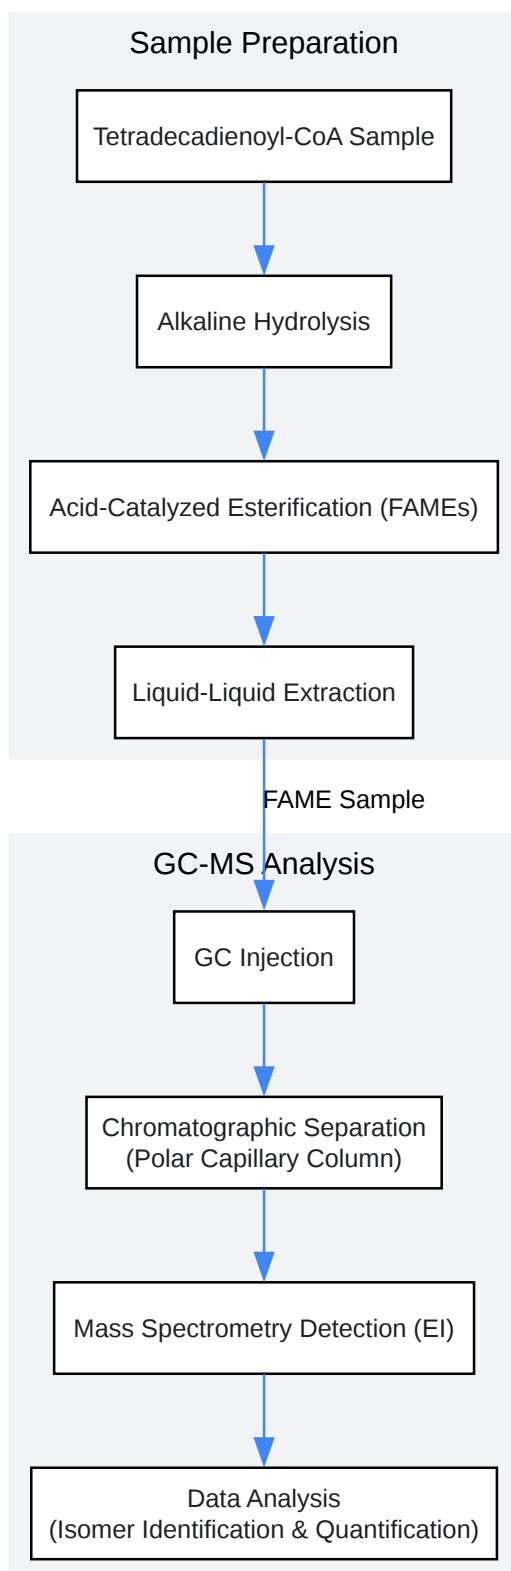 Sample Preparation
Tetradecadienoyl-CoA Sample
Alkaline Hydrolysis
Acid-Catalyzed Esterification (FAMEs)
Liquid-Liquid Extraction
FAME Sample
GC-MS Analysis
GC Injection
Chromatographic Separation
(Polar Capillary Column)
Mass Spectrometry Detection (EI)
Data Analysis
(Isomer Identification & Quantification)